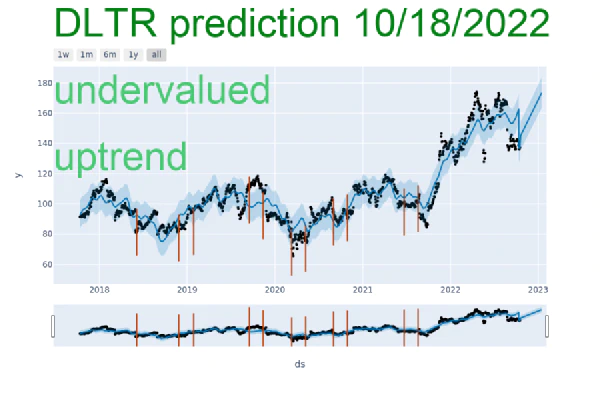 DLTR prediction 10/18/2022
1w 1m 6m 1y all
undervalued
uptrend
180
160
140
120
100
80
60
y
2018 2019 2020 2021 2022 2023
ds